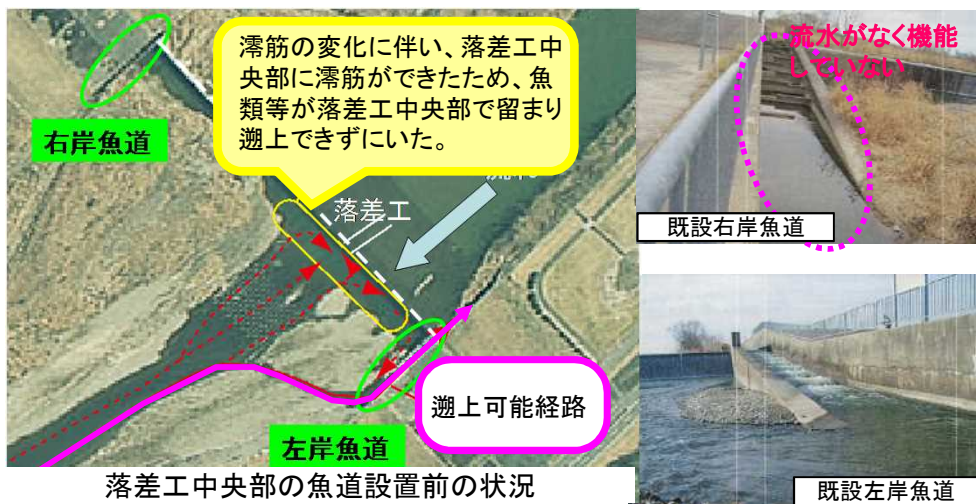 澪筋の変化に伴い、落差工中
央部に澪筋ができたため、魚
類等が落差工中央部で留まり
遡上できずにいた。
右岸魚道
落差工
遡上可能経路
左岸魚道
落差工中央部の魚道設置前の状況
流水がなく機能
していない
既設右岸魚道
既設左岸魚道